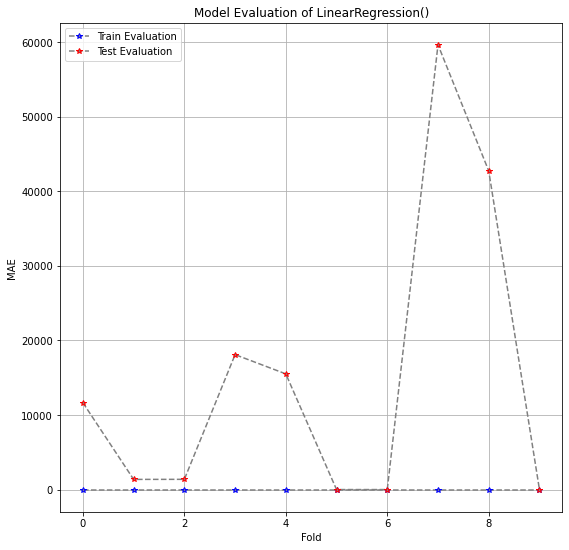 Model Evaluation of LinearRegression()
Train Evaluation
Test Evaluation
60000
50000
40000
30000
20000
10000
0
MAE
0 2 4 6 8
Fold